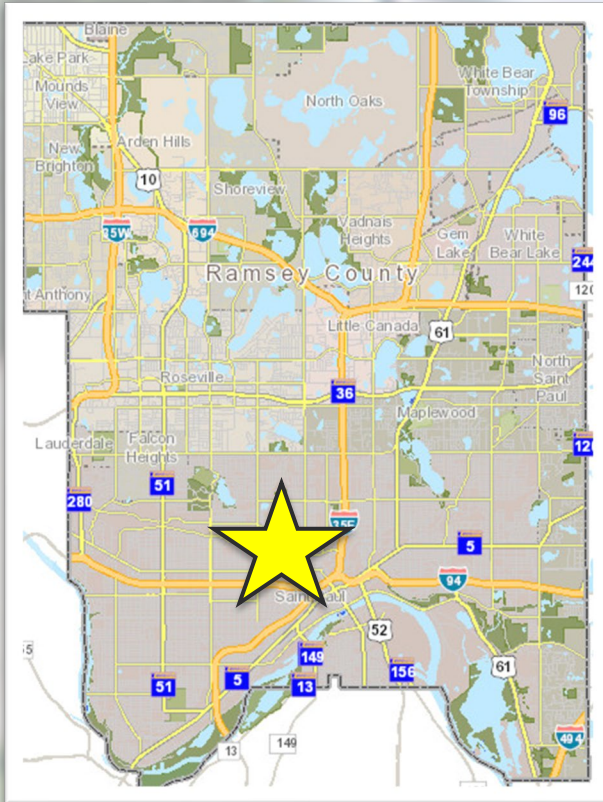 Blaine
Lake Park
Mounds
View
White Bear
Township
North Oaks
96
Arden Hills
New
Brighton
10
Shoreview
35W
694
Vadnais
Heights
Gem
Lake
White
Bear Lake
244
120
Ramsey County
nt Anthony
Little Canada
61
Roseville
36
North
Saint
Paul
Maplewood
Lauderdale
Falcon
Heights
120
51
280
35E
5
94
Saint Paul
52
149
61
51
5
13
156
13
149
494